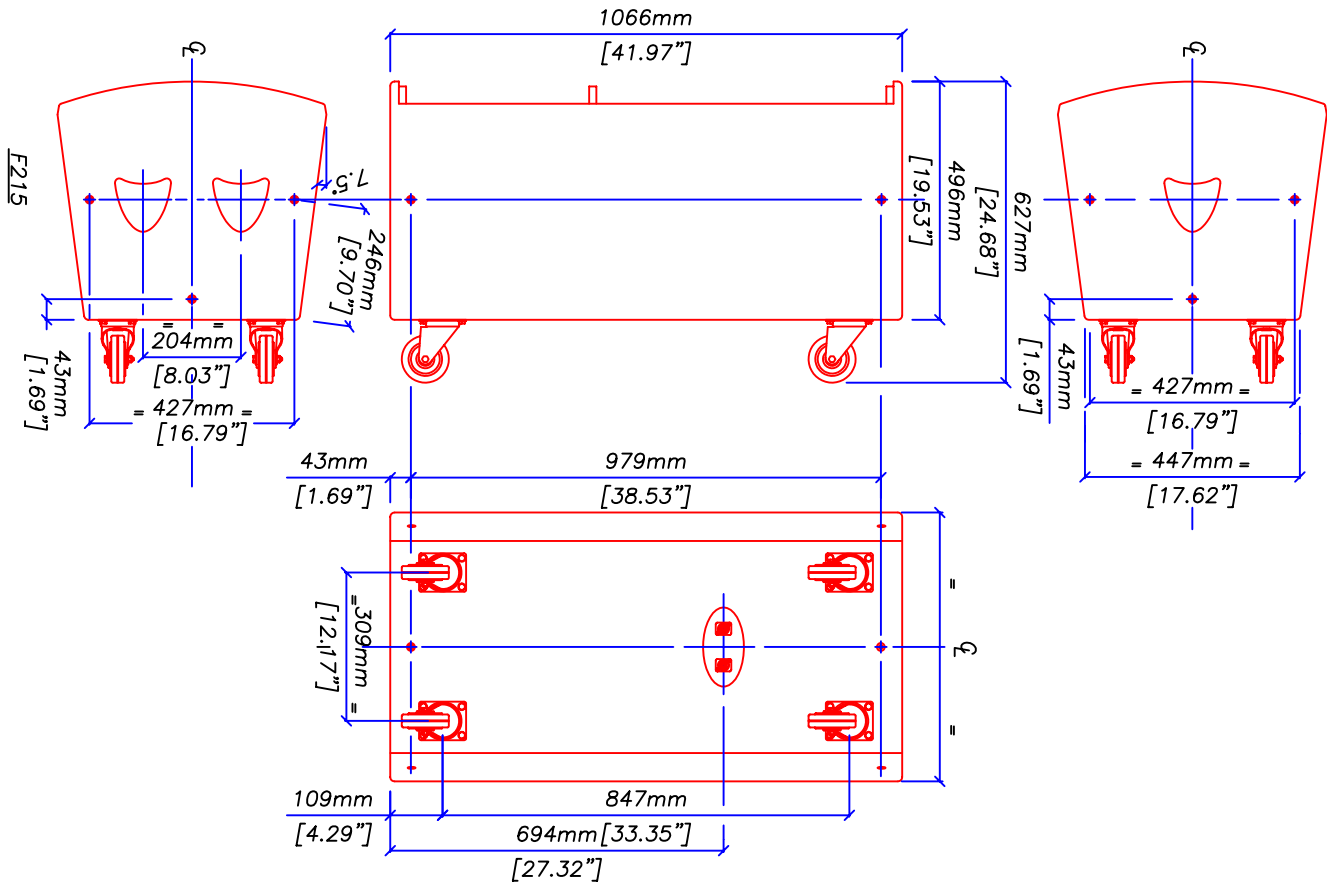 1066mm
[41.97"]
℄
℄
F215
7.5°
246mm
[9.70"]
496mm
[19.53"]
627mm
[24.68"]
= =
204mm
[8.03"]
= 427mm =
[16.79"]
43mm
[1.69"]
43mm
[1.69"]
= 427mm =
[16.79"]
= 447mm =
[17.62"]
43mm
[1.69"]
979mm
[38.53"]
=309mm =
[12.17"]
=
℄
=
109mm
[4.29"]
847mm
[33.35"]
694mm
[27.32"]